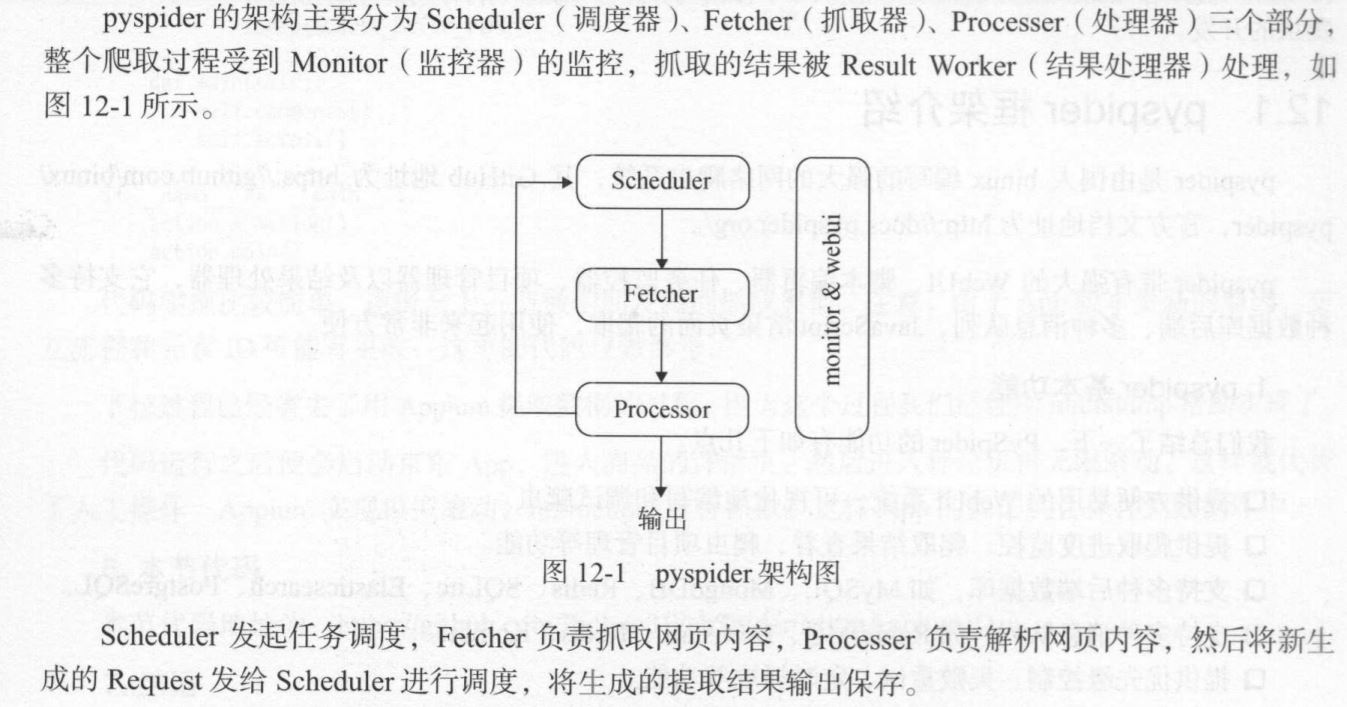 pyspider 的架构主要分为 Scheduler（调度器）、Fetcher（抓取器）、Processer（处理器）三个部分，
整个爬取过程受到 Monitor（监控器）的监控，抓取的结果被 Result Worker（结果处理器）处理，如
图 12-1 所示。
Scheduler
Fetcher
Processor
monitor & webui
输出
图 12-1 pyspider 架构图
Scheduler 发起任务调度，Fetcher 负责抓取网页内容，Processer 负责解析网页内容，然后将新生
成的 Request 发给 Scheduler 进行调度，将生成的提取结果输出保存。